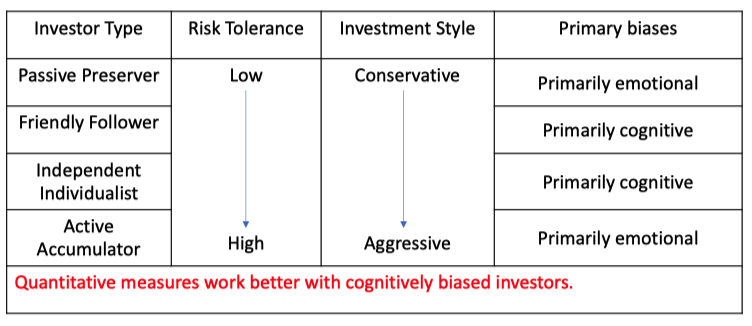 Investor Type Risk Tolerance Investment Style Primary biases
Passive Preserver Low Conservative Primarily emotional
Friendly Follower Primarily cognitive
Independent
Individualist Primarily cognitive
Active
Accumulator High Aggressive Primarily emotional
Quantitative measures work better with cognitively biased investors.